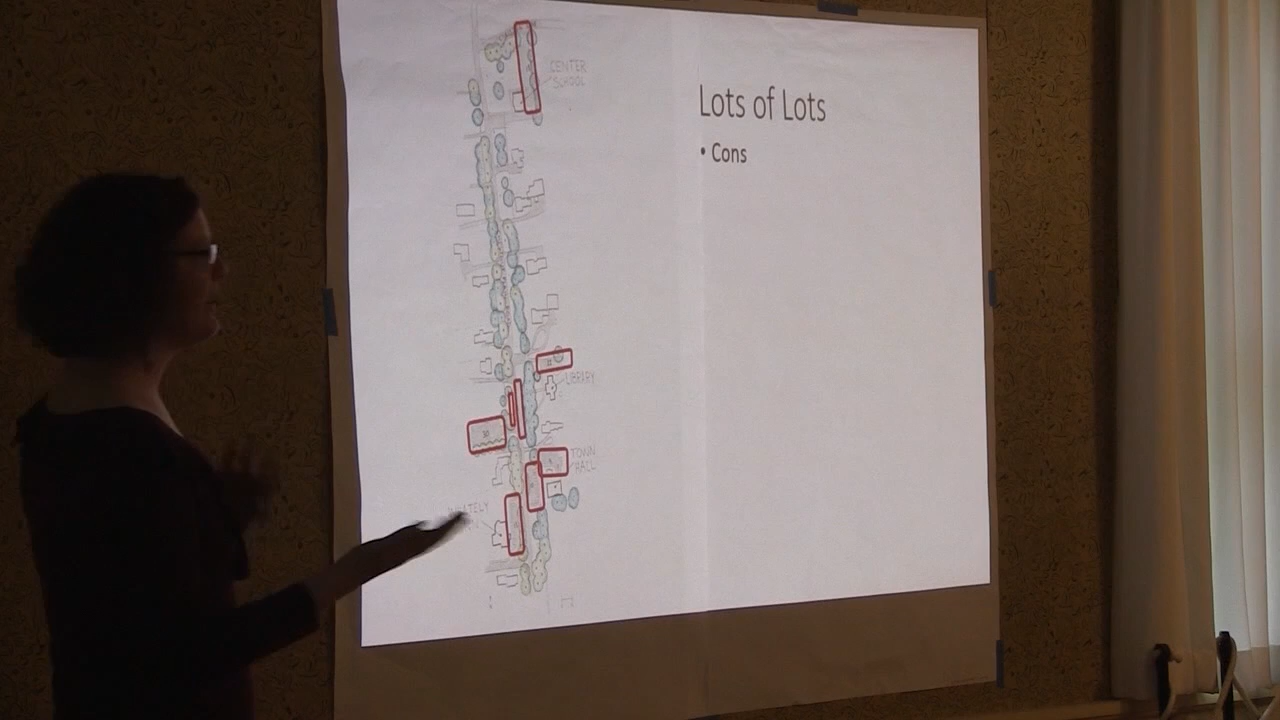 CENTER
SCHOOL
Lots of Lots
• Cons
LIBRARY
TOWN
HALL